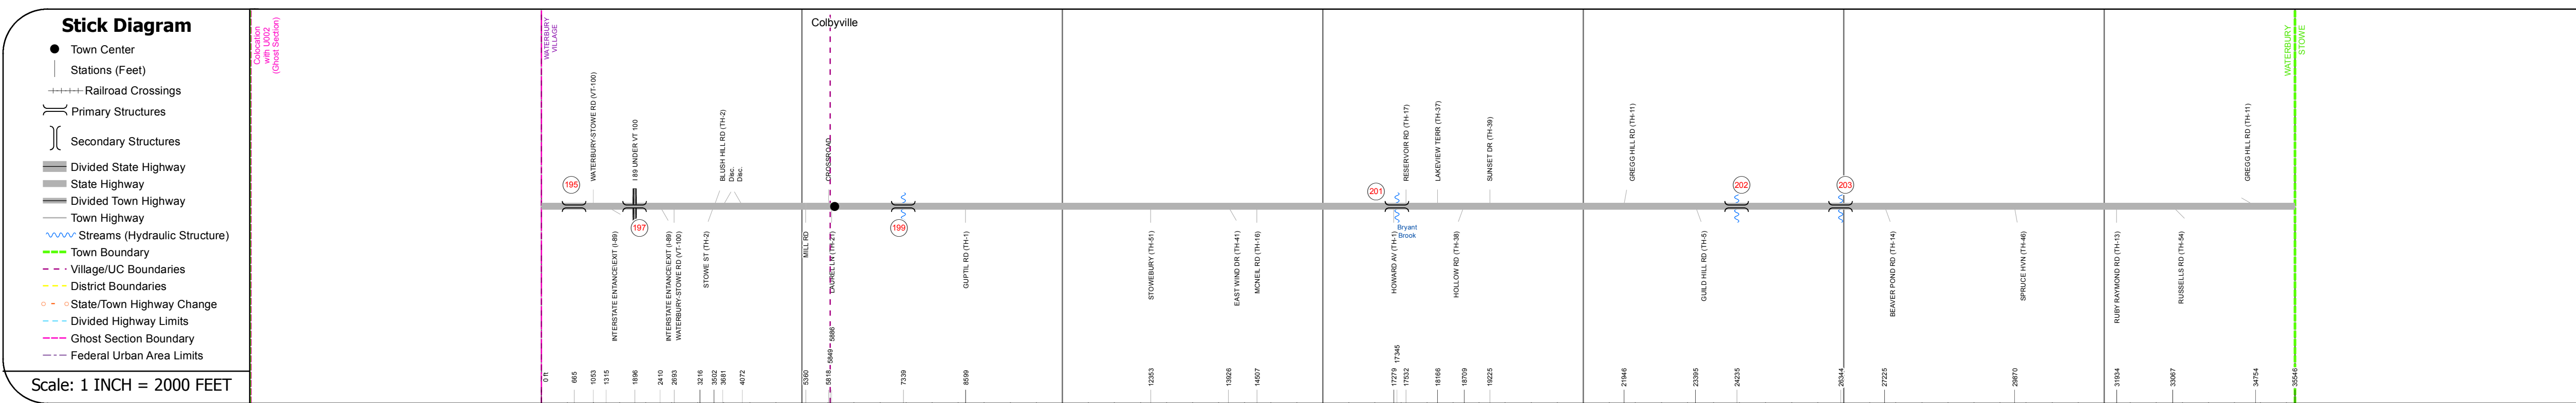 Stick Diagram
Town Center
Stations (Feet)
Railroad Crossings
Primary Structures
Secondary Structures
Divided State Highway
State Highway
Divided Town Highway
Town Highway
Streams (Hydraulic Structure)
Town Boundary
Village/UC Boundaries
District Boundaries
State/Town Highway Change
Divided Highway Limits
Ghost Section Boundary
Federal Urban Area Limits
Scale: 1 INCH = 2000 FEET
Colocation
with U002
(Ghost Section)
WATERBURY
VILLAGE
Colbyville
WATERBURY
STOWE
WATERBURY-STOWE RD (VT-100)
I 89 UNDER VT 100
BLUSH HILL RD (TH-2)
Disc.
Disc.
CROSSROAD
RESERVOIR RD (TH-17)
LAKEVIEW TERR (TH-37)
SUNSET DR (TH-39)
GREGG HILL RD (TH-11)
GREGG HILL RD (TH-11)
195
197
199
201
202
203
INTERSTATE ENTANCE\EXIT (I-89)
INTERSTATE ENTANCE\EXIT (I-89)
WATERBURY-STOWE RD (VT-100)
STOWE ST (TH-2)
MILL RD
LAUREL LN (TH-21)
GUPTIL RD (TH-1)
STOWEBURY (TH-51)
EAST WIND DR (TH-41)
MCNEIL RD (TH-16)
HOWARD AV (TH-1)
Bryant
Brook
HOLLOW RD (TH-38)
GUILD HILL RD (TH-5)
BEAVER POND RD (TH-14)
SPRUCE HVN (TH-46)
RUBY RAYMOND RD (TH-13)
RUSSELLS RD (TH-54)
0 ft
665
1053
1315
1896
2410
2693
3216
3502
3681
4072
5360
5818
5849
5886
7339
8599
12353
13926
14507
17279
17345
17532
18166
18709
19225
21946
23395
24235
26344
27225
29870
31934
33067
34754
35546